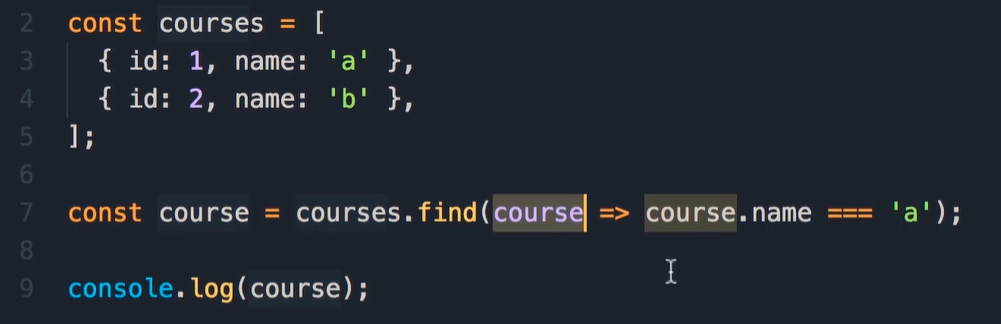 2 const courses = [
3   { id: 1, name: 'a' },
4   { id: 2, name: 'b' },
5 ];
6
7 const course = courses.find(course => course.name === 'a');
8
9 console.log(course);